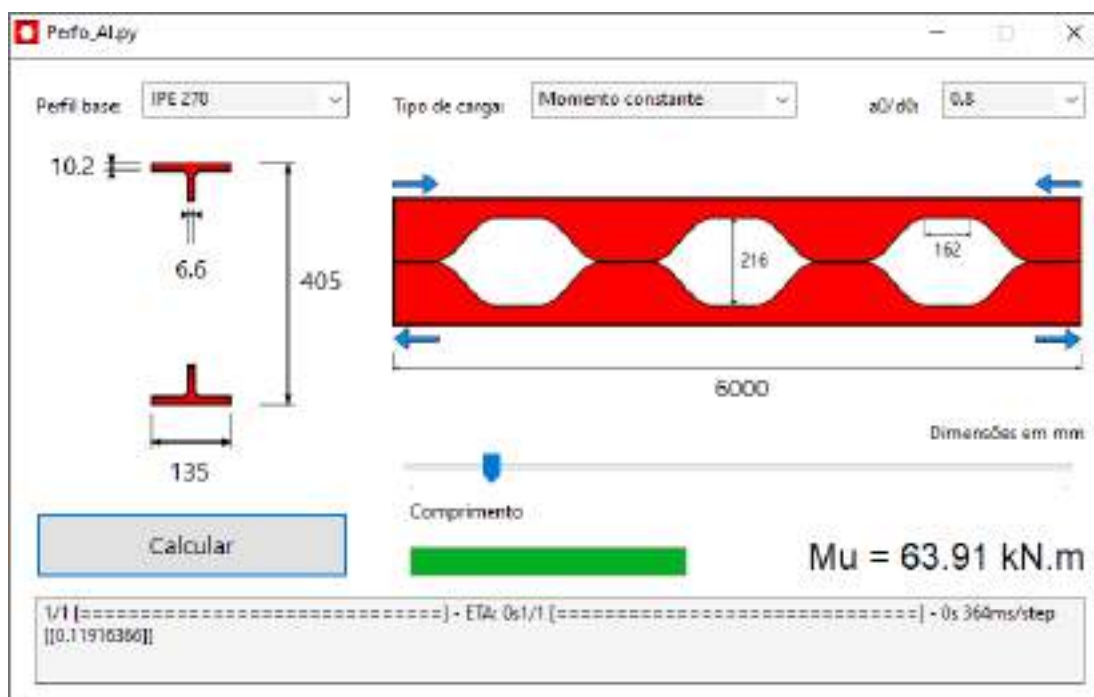 Perfo_AI.py
Perfil base: IPE 270
Tipo de carga: Momento constante
a0/d0: 0.8
10.2
6.6
405
135
216
162
6000
Dimensões em mm
Comprimento
Calcular
Mu = 63.91 kN.m
1/1 [==============================] - ETA: 0s1/1 [==============================] - 0s 364ms/step
[[0.11916366]]